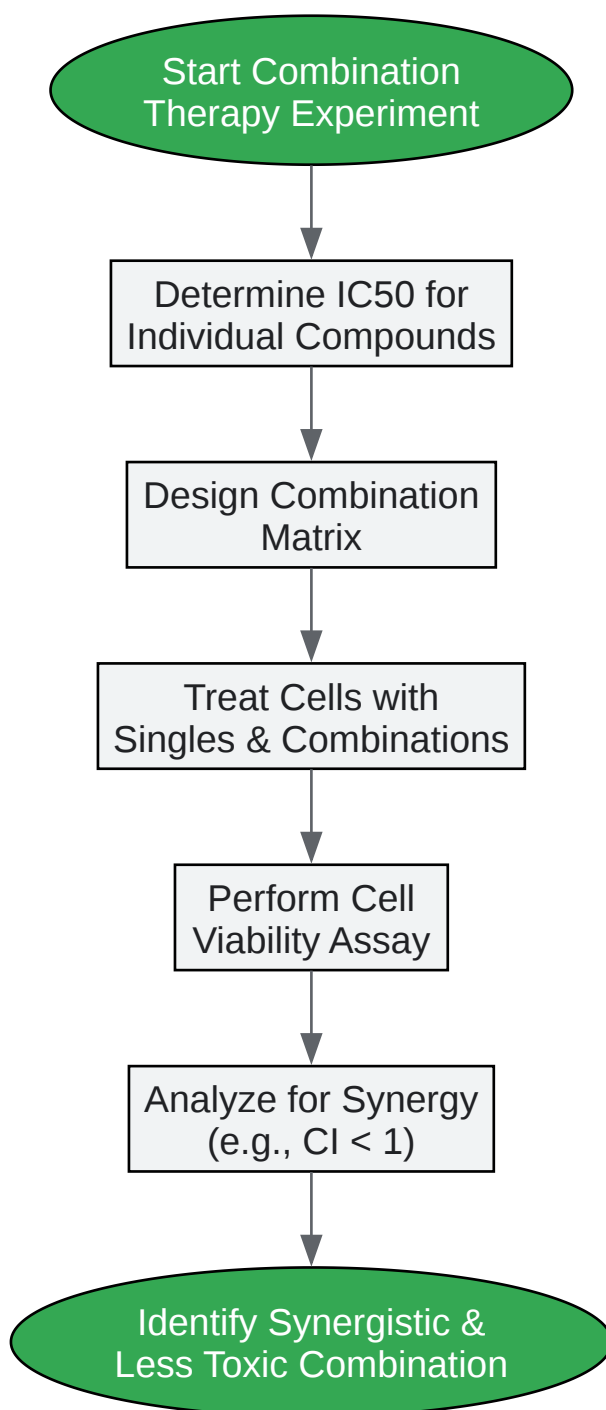 Start Combination
Therapy Experiment
Determine IC50 for
Individual Compounds
Design Combination
Matrix
Treat Cells with
Singles & Combinations
Perform Cell
Viability Assay
Analyze for Synergy
(e.g., CI < 1)
Identify Synergistic &
Less Toxic Combination